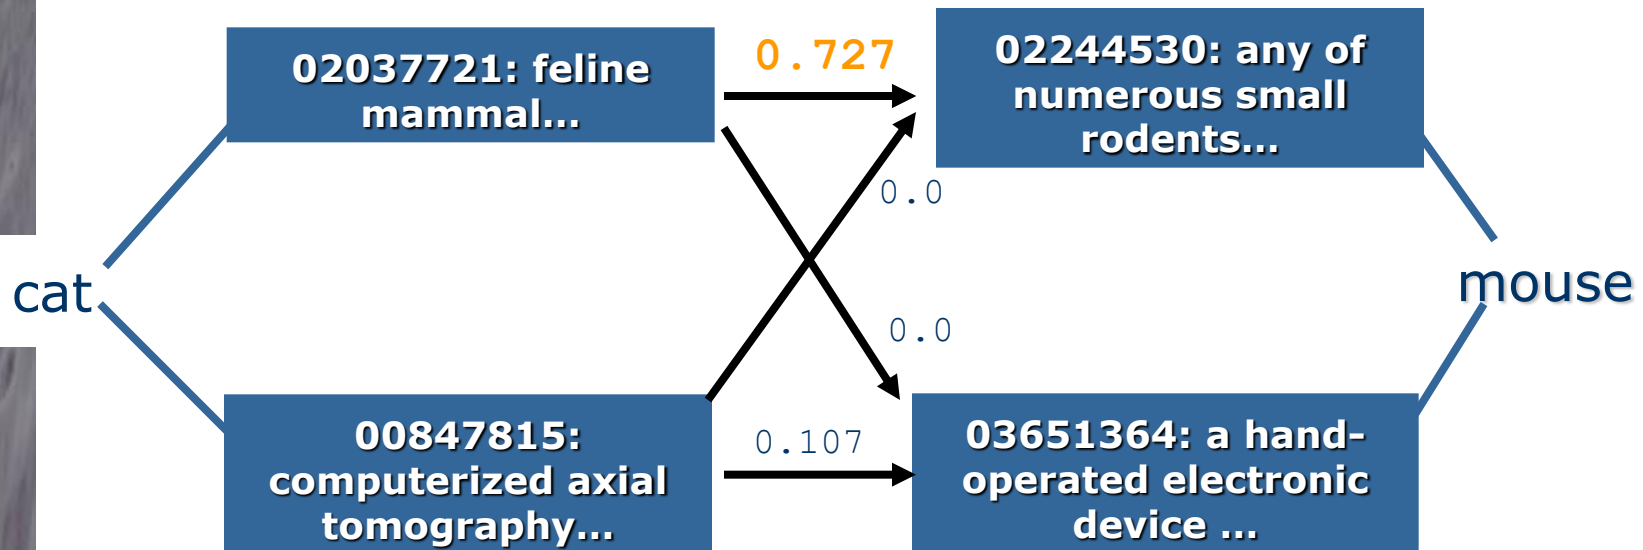 cat
02037721: feline
mammal...
00847815:
computerized axial
tomography...
0.727
0.0
0.0
0.107
02244530: any of
numerous small
rodents...
03651364: a hand-
operated electronic
device ...
mouse